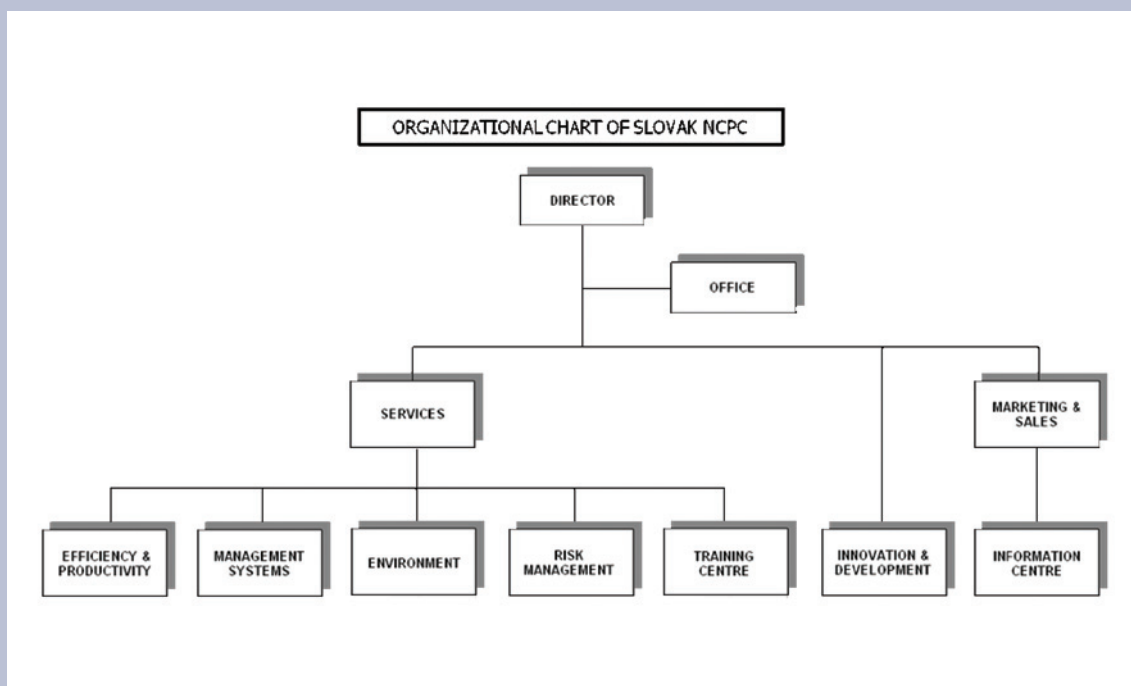 ORGANIZATIONAL CHART OF SLOVAK NCPC
DIRECTOR
OFFICE
SERVICES
MARKETING &
SALES
EFFICIENCY &
PRODUCTIVITY
MANAGEMENT
SYSTEMS
ENVIRONMENT
RISK
MANAGEMENT
TRAINING
CENTRE
INNOVATION &
DEVELOPMENT
INFORMATION
CENTRE